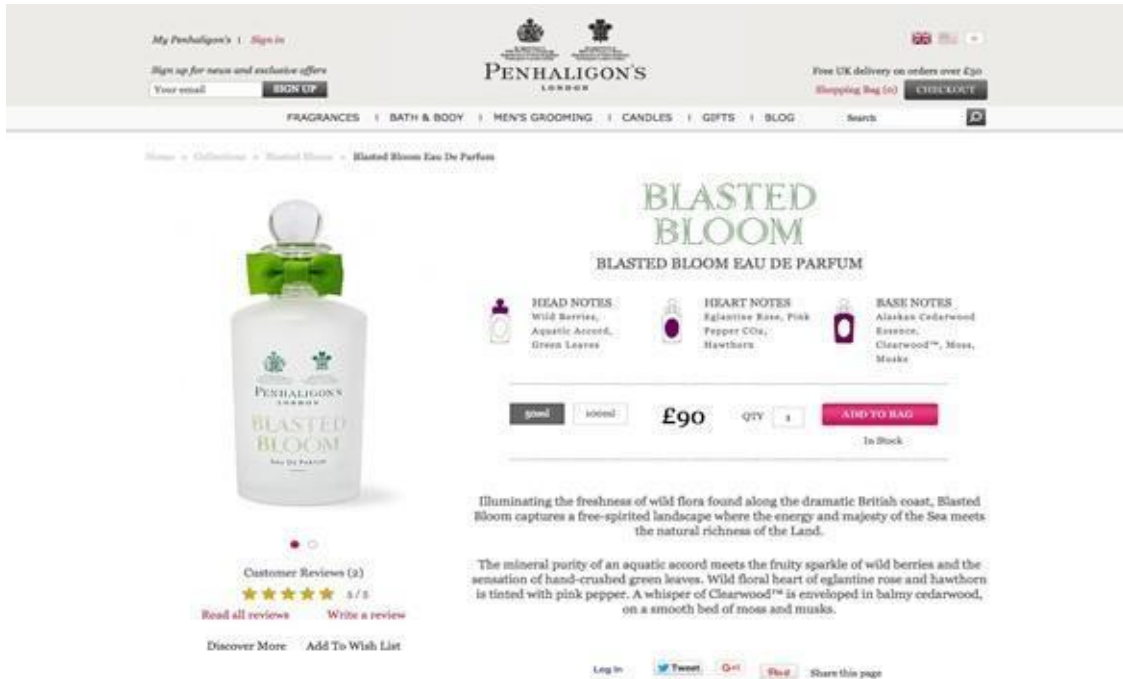 My Penhaligon's | Sign in
Sign up for news and exclusive offers
Your email SIGN UP
PENHALIGON'S
LONDON
Free UK delivery on orders over £50
Shopping Bag (0) CHECKOUT
FRAGRANCES | BATH & BODY | MEN'S GROOMING | CANDLES | GIFTS | BLOG Search
Home » Collections » Blasted Bloom » Blasted Bloom Eau De Parfum
PENHALIGON'S
LONDON
BLASTED
BLOOM
EAU DE PARFUM
Customer Reviews (2)
5/5
Read all reviews Write a review
Discover More Add To Wish List
BLASTED
BLOOM
BLASTED BLOOM EAU DE PARFUM
HEAD NOTES
Wild Berries,
Aquatic Accord,
Green Leaves
HEART NOTES
Eglantine Rose, Pink
Pepper CO2,
Hawthorn
BASE NOTES
Alaskan Cedarwood
Essence,
Clearwood™, Moss,
Musks
50ml 100ml £90 QTY 1 ADD TO BAG
In Stock
Illuminating the freshness of wild flora found along the dramatic British coast, Blasted
Bloom captures a free-spirited landscape where the energy and majesty of the Sea meets
the natural richness of the Land.
The mineral purity of an aquatic accord meets the fruity sparkle of wild berries and the
sensation of hand-crushed green leaves. Wild floral heart of eglantine rose and hawthorn
is tinted with pink pepper. A whisper of Clearwood™ is enveloped in balmy cedarwood,
on a smooth bed of moss and musks.
Log In Tweet G+1 Pin it Share this page